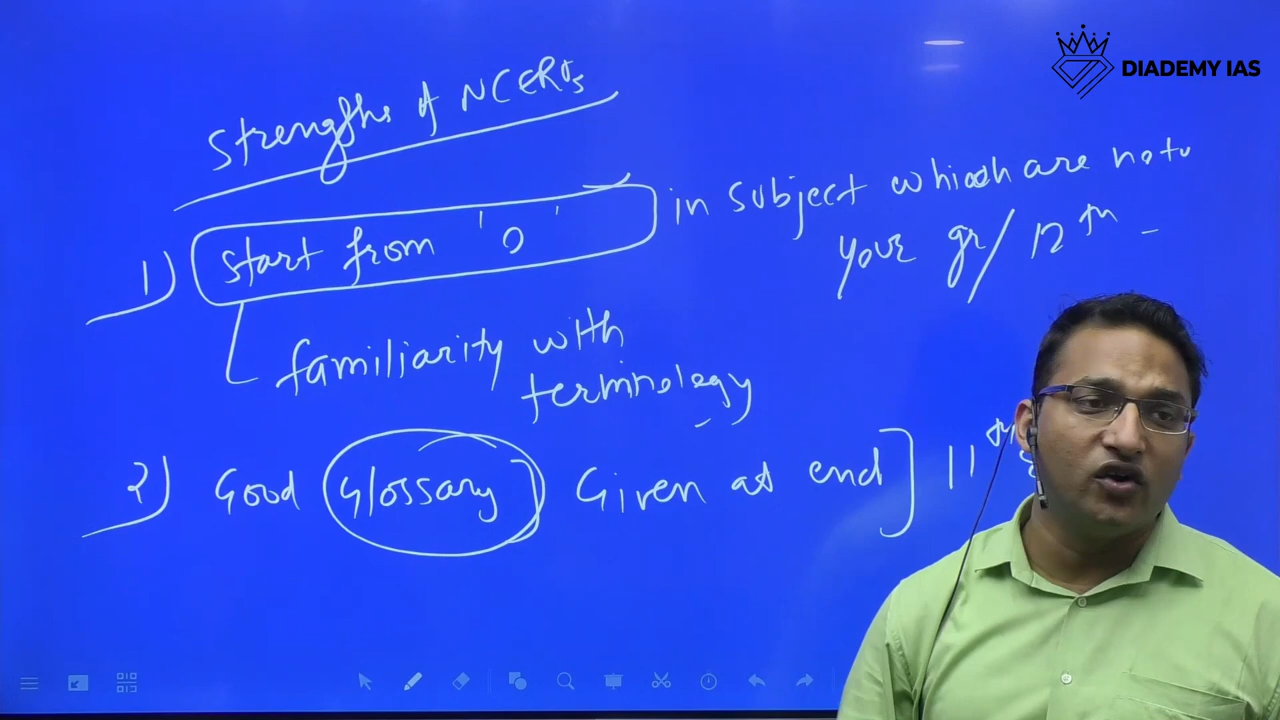 DIADEMY IAS
Strengths of NCERTs
1) Start from '0' in subject which are not
your gr/12th -
familiarity with
terminology
2) Good Glossary Given at end] 11th